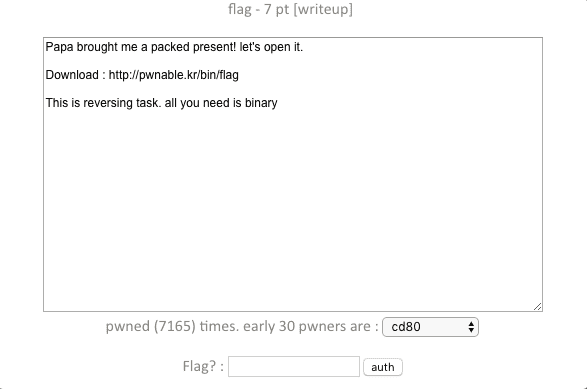 flag - 7 pt [writeup]
Papa brought me a packed present! let's open it.
Download : http://pwnable.kr/bin/flag
This is reversing task. all you need is binary
pwned (7165) times. early 30 pwners are : cd80
Flag? : auth